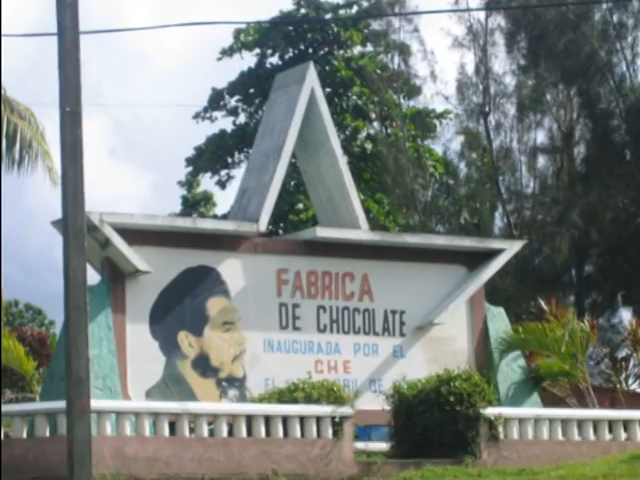 FABRICA
DE CHOCOLATE
INAUGURADA POR EL
CHE
EL DE